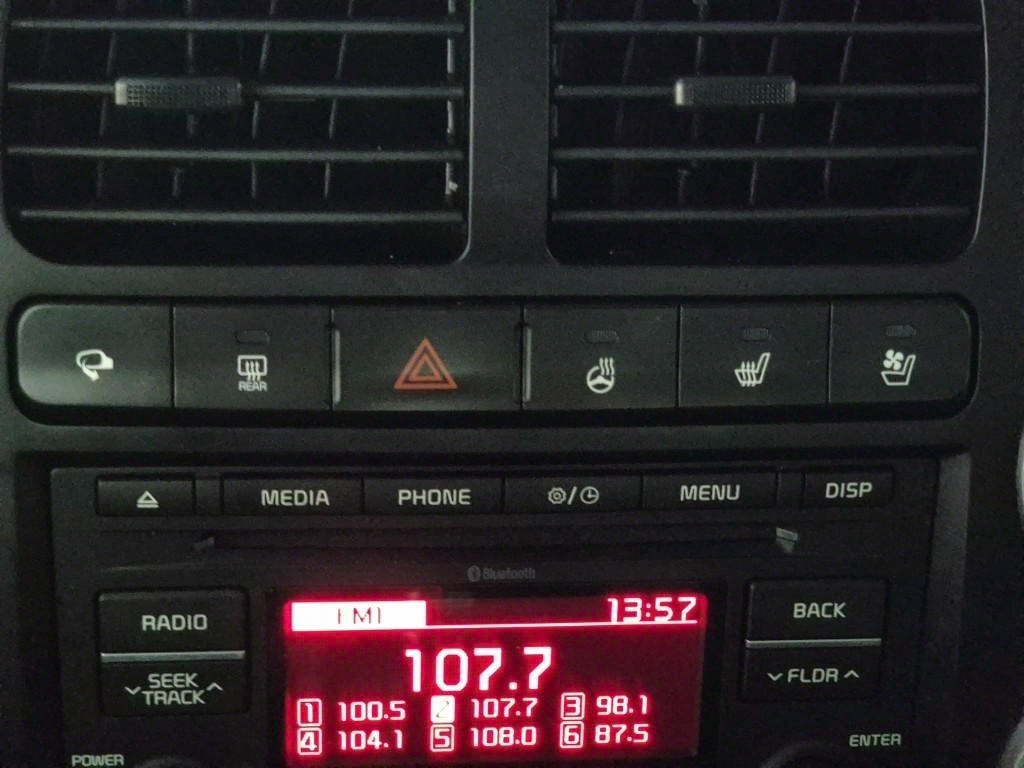 REAR
MEDIA PHONE / MENU DISP
Bluetooth
RADIO FM1 13:57 BACK
107.7
SEEK
TRACK
FLDR
1 100.5 2 107.7 3 98.1
4 104.1 5 108.0 6 87.5
POWER ENTER